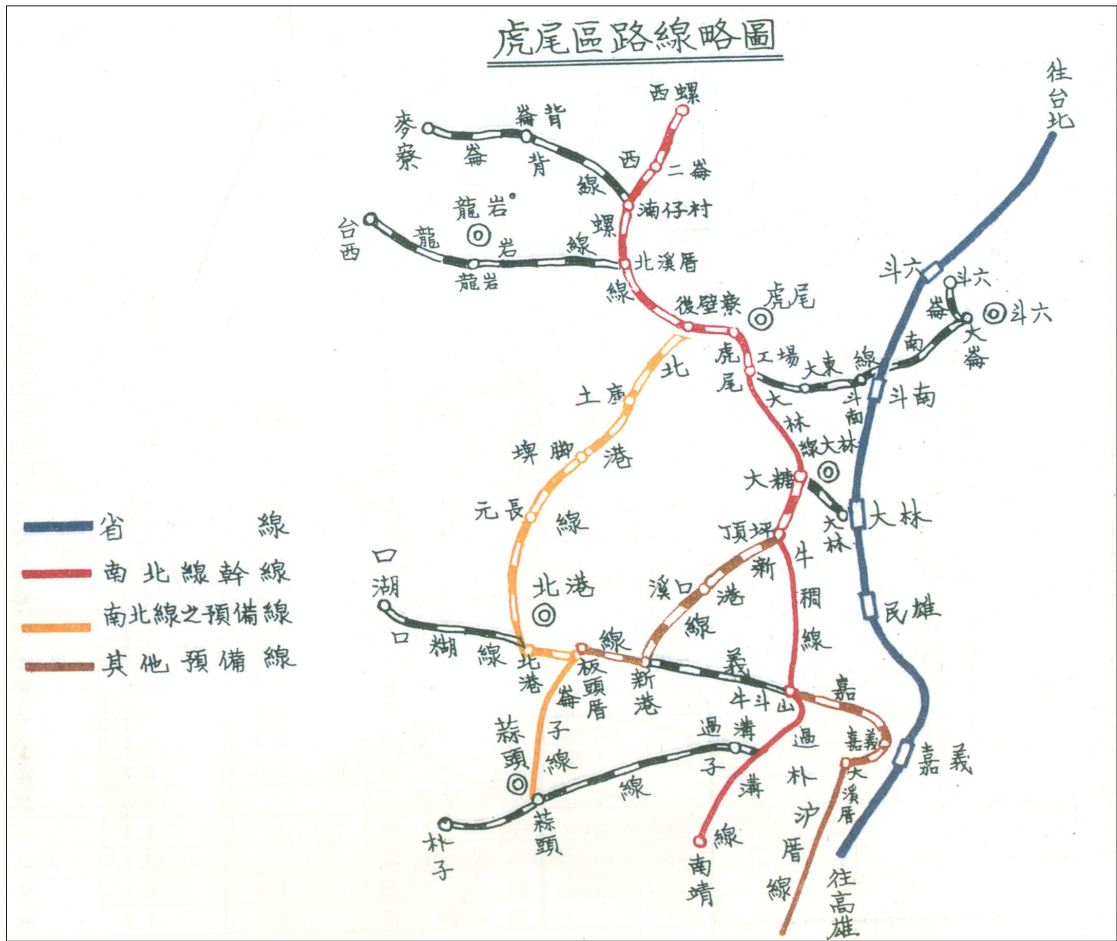 虎尾區路線略圖
往台北
西螺
崙背
麥寮
崙背線
西螺線
二崙
湳仔村
龍岩
台西
龍岩線
龍岩
北溪厝
後壁寮
虎尾
虎尾
工場
斗六
斗六
斗六
大崙
崙
南
線
大東
斗南
斗南
北港線
土庫
埤脚
元長
大林線
大林
大糖
大林
大林
頂坪
省線
南北線幹線
南北線之預備線
其他預備線
口湖
口糊線
北港
北港
新港線
溪口
牛稠線
民雄
板頭厝
新港
嘉義線
牛斗山
崙子線
蒜頭
蒜頭
朴子
朴子線
過溝
過溝線
嘉義
嘉義
大溪厝
沪厝線
南靖
往高雄